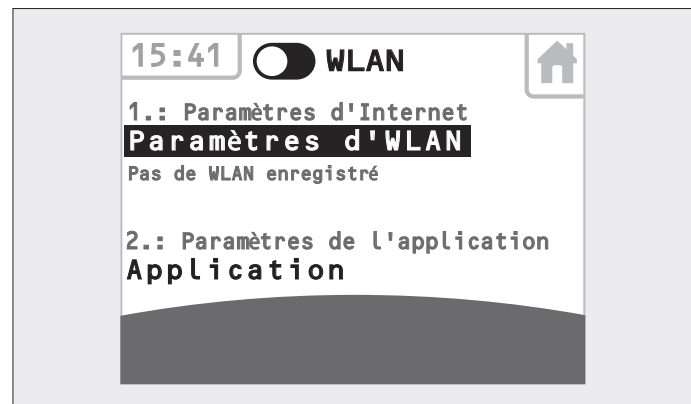 15:41 WLAN
1.: Paramètres d'Internet
Paramètres d'WLAN
Pas de WLAN enregistré
2.: Paramètres de l'application
Application